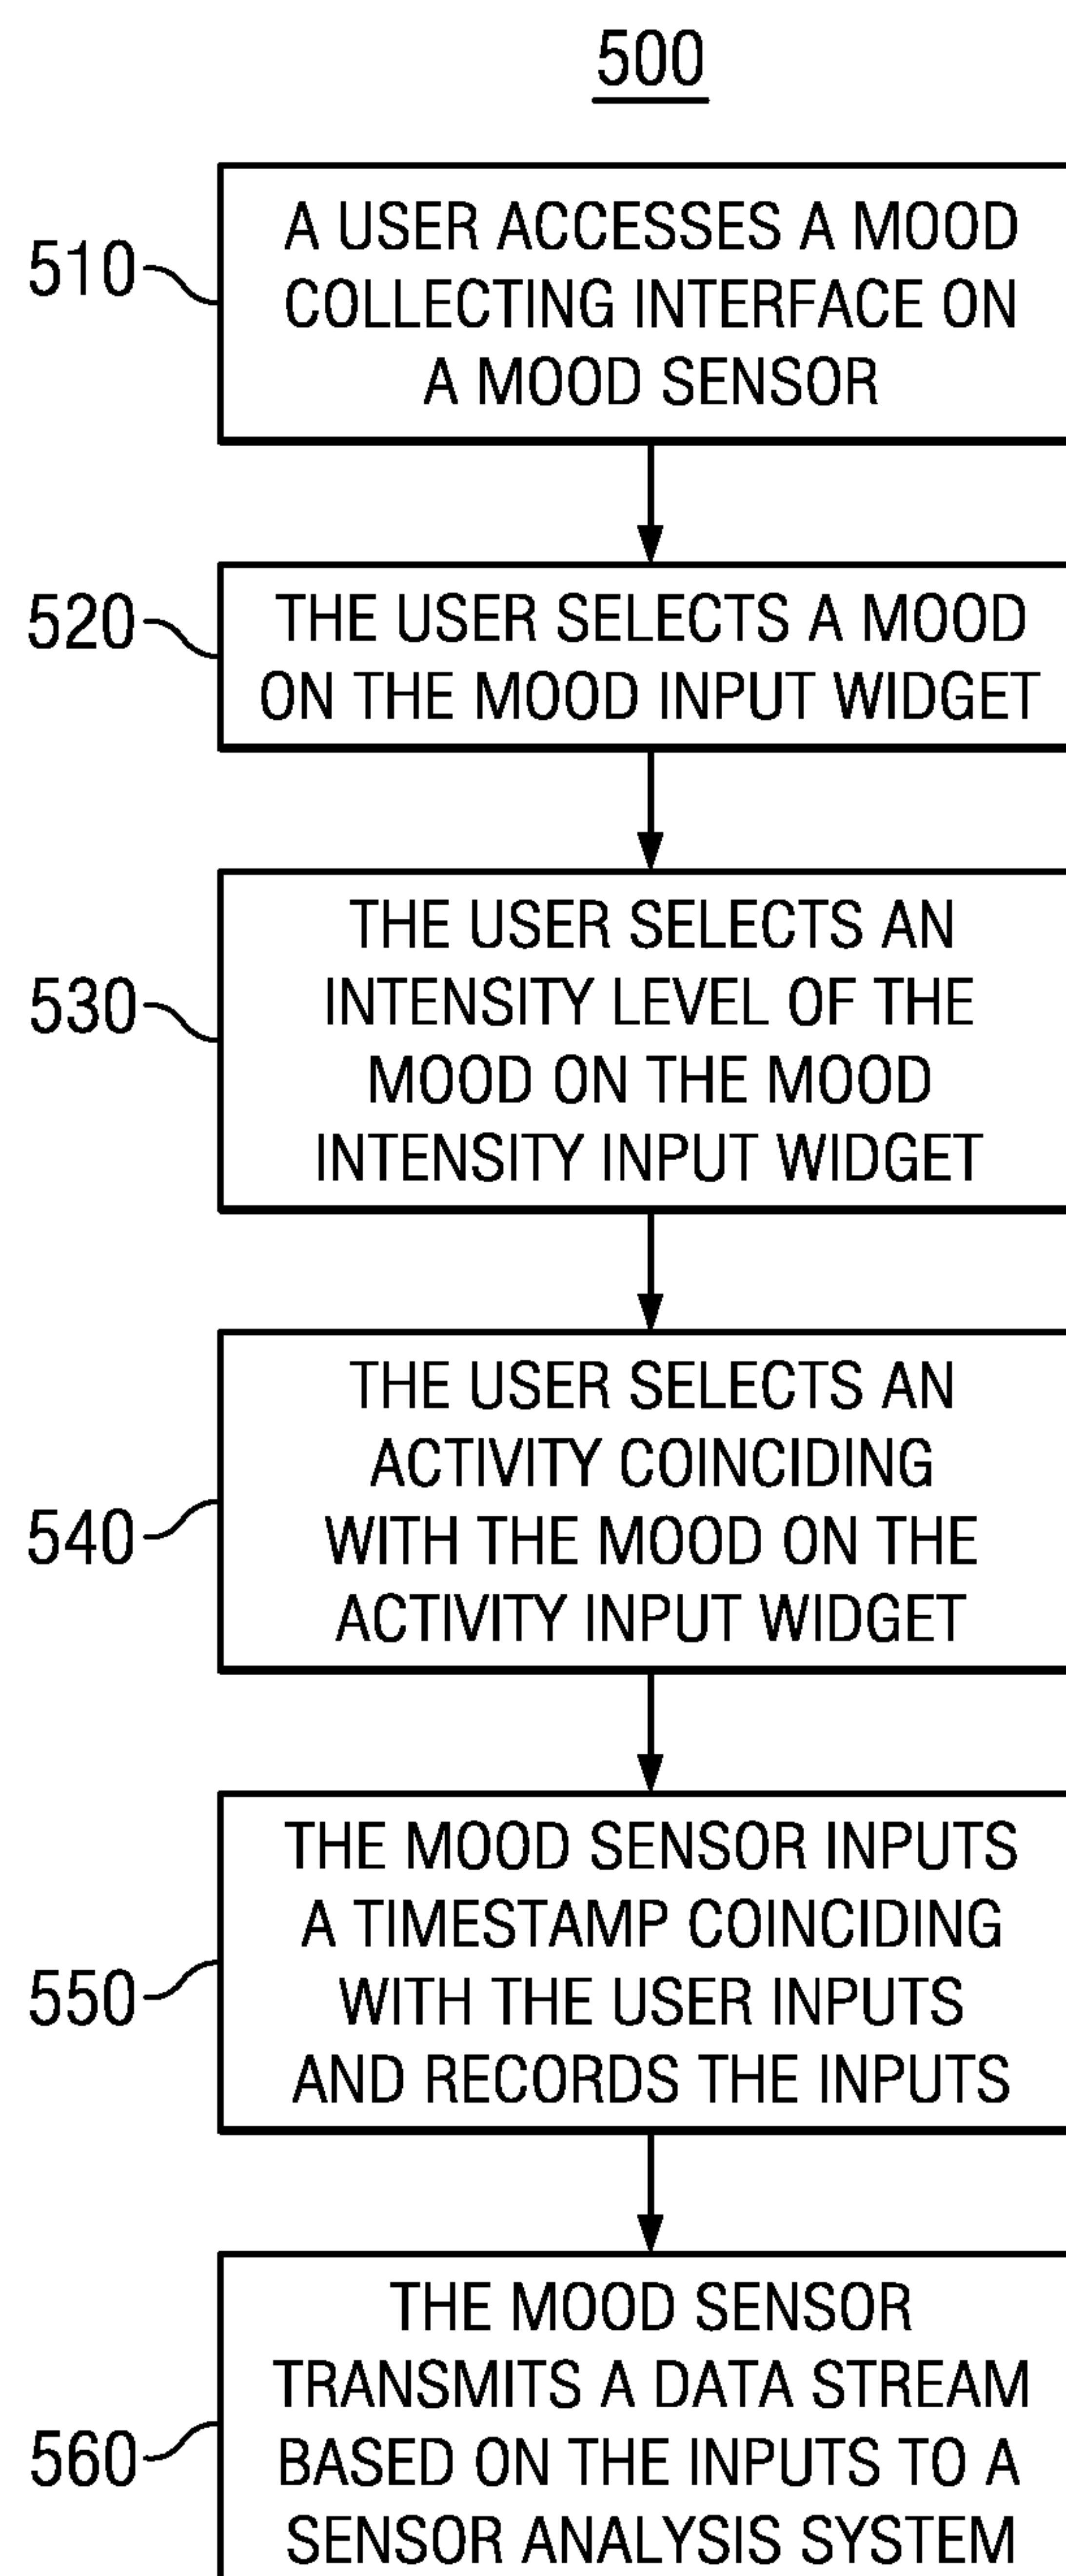 500
510
A USER ACCESSES A MOOD
COLLECTING INTERFACE ON
A MOOD SENSOR
520
THE USER SELECTS A MOOD
ON THE MOOD INPUT WIDGET
530
THE USER SELECTS AN
INTENSITY LEVEL OF THE
MOOD ON THE MOOD
INTENSITY INPUT WIDGET
540
THE USER SELECTS AN
ACTIVITY COINCIDING
WITH THE MOOD ON THE
ACTIVITY INPUT WIDGET
550
THE MOOD SENSOR INPUTS
A TIMESTAMP COINCIDING
WITH THE USER INPUTS
AND RECORDS THE INPUTS
560
THE MOOD SENSOR
TRANSMITS A DATA STREAM
BASED ON THE INPUTS TO A
SENSOR ANALYSIS SYSTEM